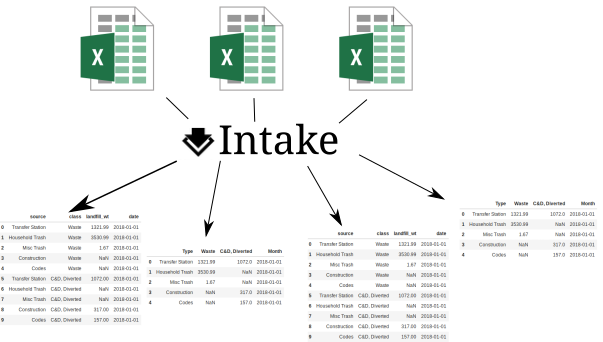 X
X
X
Intake
source class landfill_wt date
0 Transfer Station Waste 1321.99 2018-01-01
1 Household Trash Waste 3530.99 2018-01-01
2 Misc Trash Waste 1.67 2018-01-01
3 Construction Waste NaN 2018-01-01
4 Codes Waste NaN 2018-01-01
5 Transfer Station C&D, Diverted 1072.00 2018-01-01
6 Household Trash C&D, Diverted NaN 2018-01-01
7 Misc Trash C&D, Diverted NaN 2018-01-01
8 Construction C&D, Diverted 317.00 2018-01-01
9 Codes C&D, Diverted 157.00 2018-01-01
Type Waste C&D, Diverted Month
0 Transfer Station 1321.99 1072.0 2018-01-01
1 Household Trash 3530.99 NaN 2018-01-01
2 Misc Trash 1.67 NaN 2018-01-01
3 Construction NaN 317.0 2018-01-01
4 Codes NaN 157.0 2018-01-01
source class landfill_wt date
0 Transfer Station Waste 1321.99 2018-01-01
1 Household Trash Waste 3530.99 2018-01-01
2 Misc Trash Waste 1.67 2018-01-01
3 Construction Waste NaN 2018-01-01
4 Codes Waste NaN 2018-01-01
5 Transfer Station C&D, Diverted 1072.00 2018-01-01
6 Household Trash C&D, Diverted NaN 2018-01-01
7 Misc Trash C&D, Diverted NaN 2018-01-01
8 Construction C&D, Diverted 317.00 2018-01-01
9 Codes C&D, Diverted 157.00 2018-01-01
Type Waste C&D, Diverted Month
0 Transfer Station 1321.99 1072.0 2018-01-01
1 Household Trash 3530.99 NaN 2018-01-01
2 Misc Trash 1.67 NaN 2018-01-01
3 Construction NaN 317.0 2018-01-01
4 Codes NaN 157.0 2018-01-01